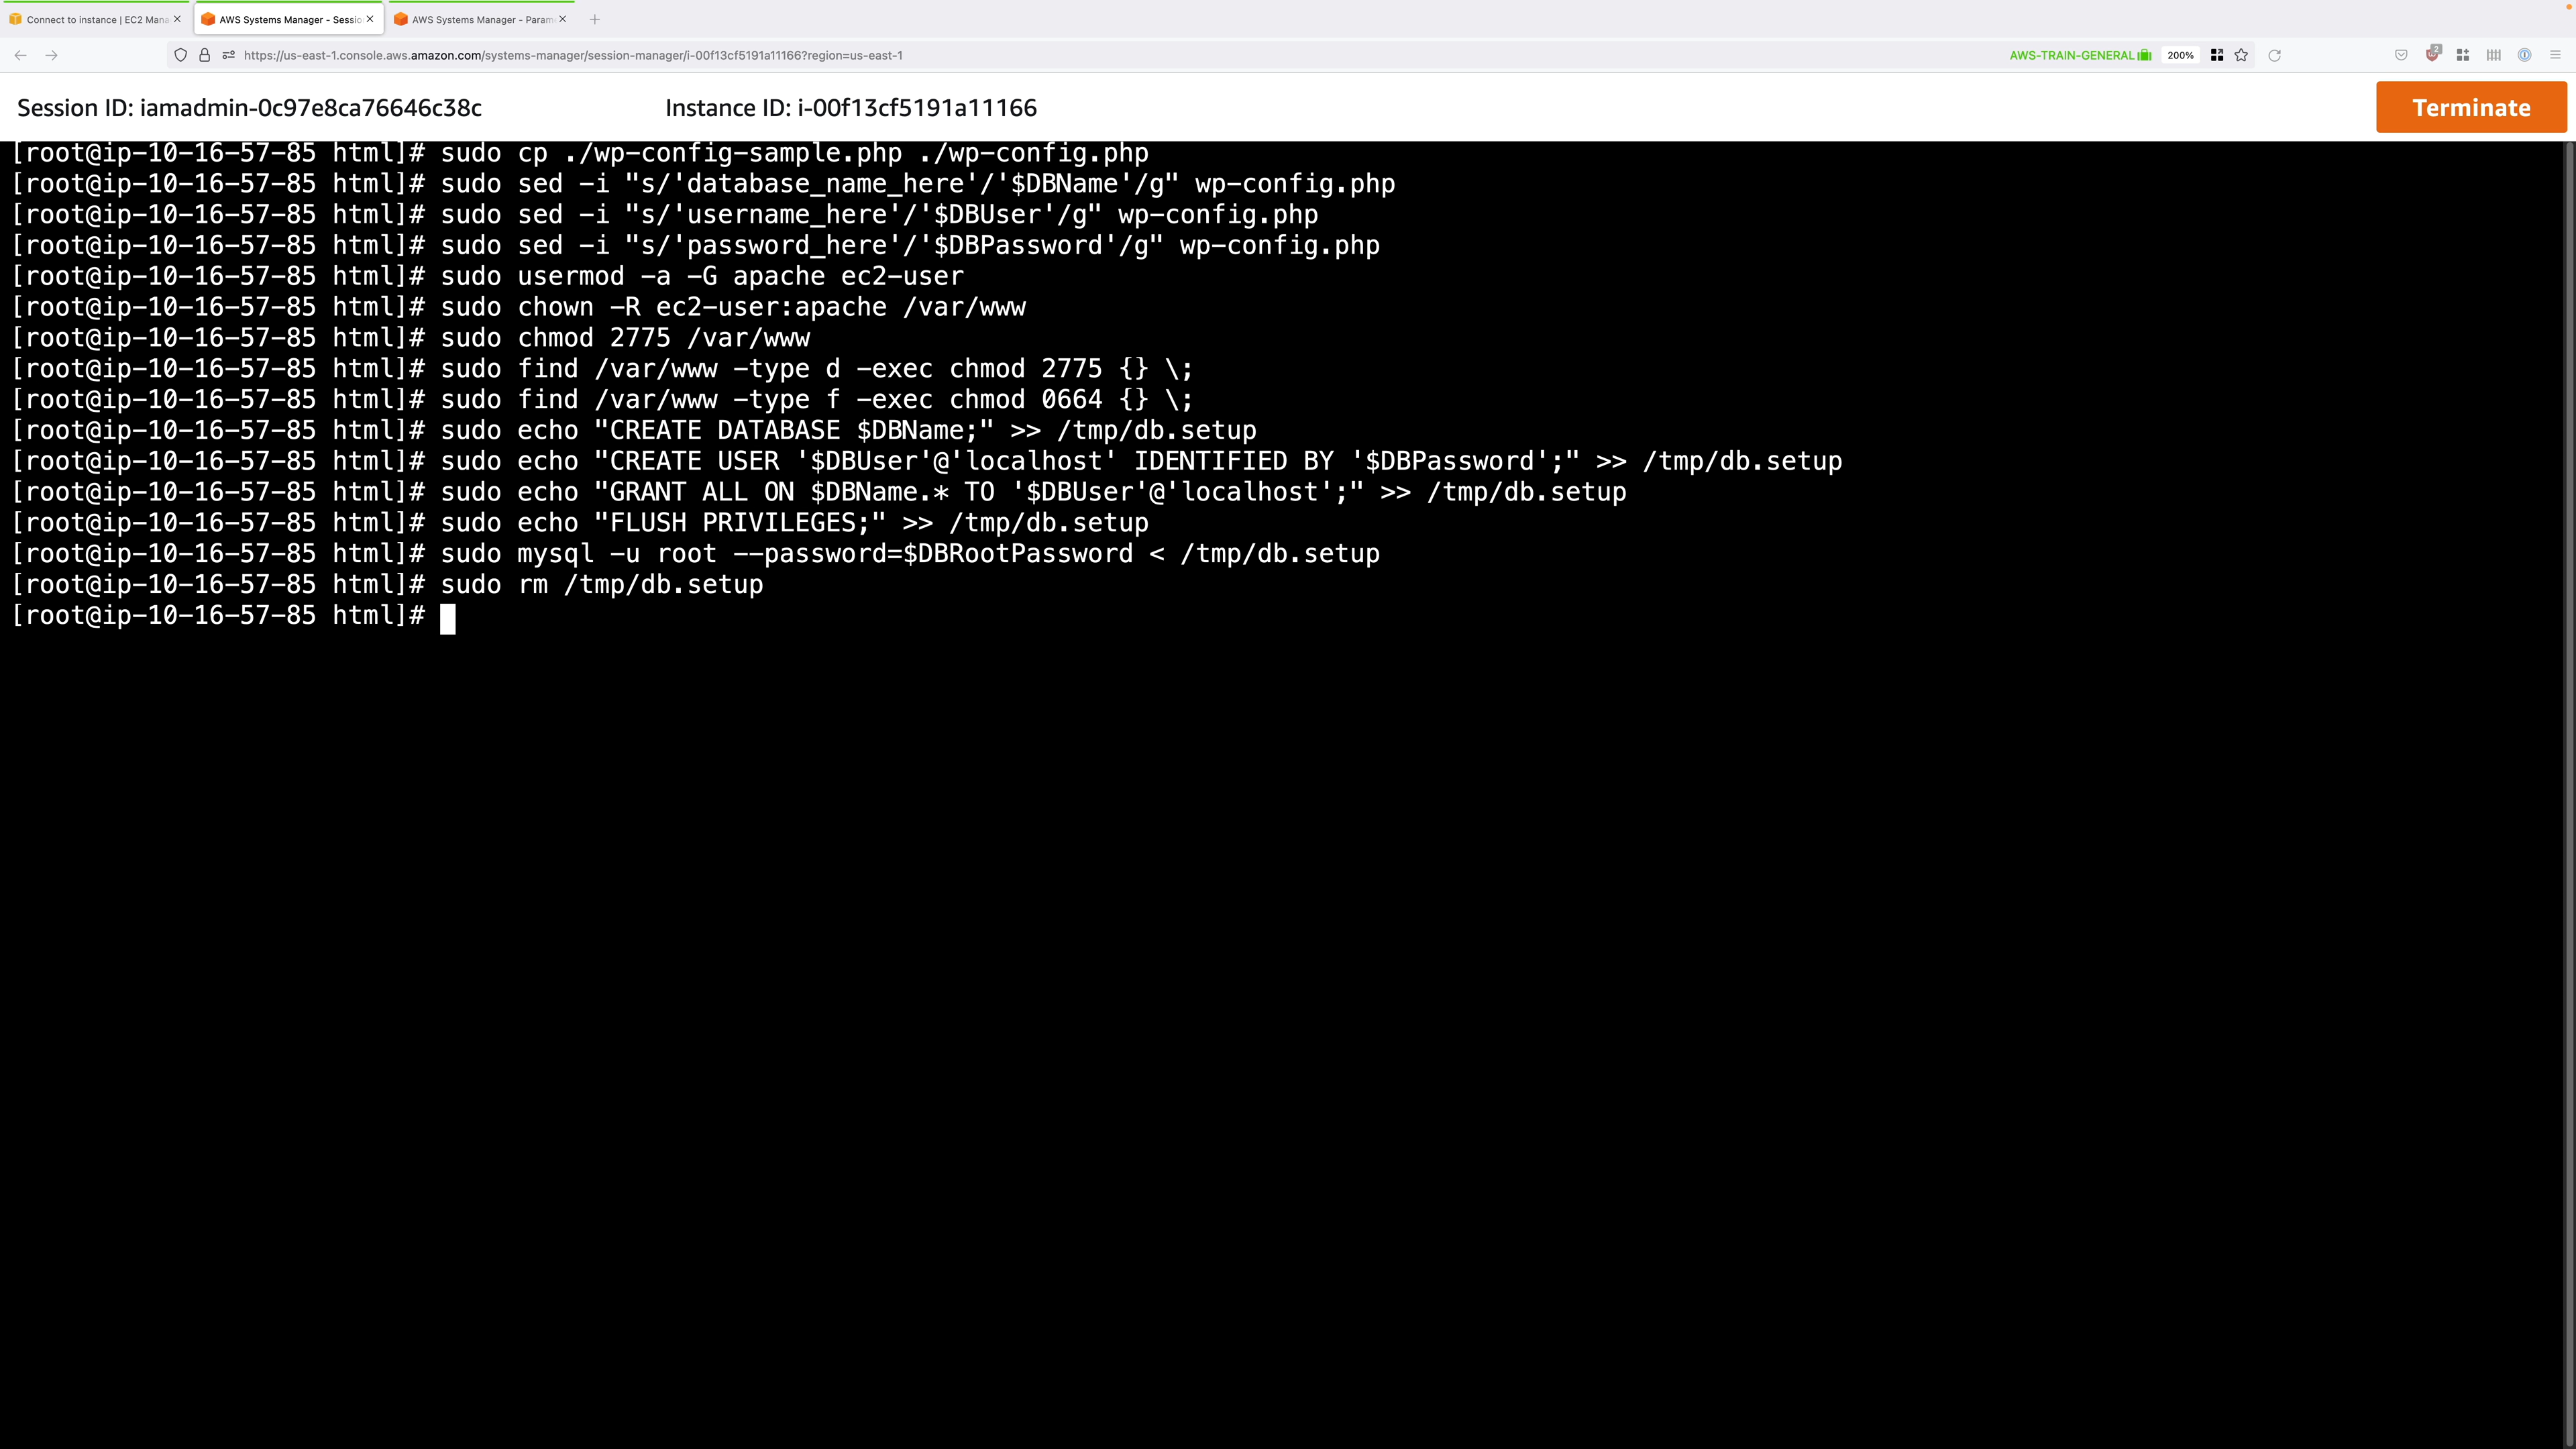 Connect to instance | EC2 Mana
AWS Systems Manager - Sessio
AWS Systems Manager - Param
https://us-east-1.console.aws.amazon.com/systems-manager/session-manager/i-00f13cf5191a11166?region=us-east-1
AWS-TRAIN-GENERAL
200%
2
Session ID: iamadmin-0c97e8ca76646c38c
Instance ID: i-00f13cf5191a11166
Terminate
[root@ip-10-16-57-85 html]# sudo cp ./wp-config-sample.php ./wp-config.php
[root@ip-10-16-57-85 html]# sudo sed -i "s/'database_name_here'/'$DBName'/g" wp-config.php
[root@ip-10-16-57-85 html]# sudo sed -i "s/'username_here'/'$DBUser'/g" wp-config.php
[root@ip-10-16-57-85 html]# sudo sed -i "s/'password_here'/'$DBPassword'/g" wp-config.php
[root@ip-10-16-57-85 html]# sudo usermod -a -G apache ec2-user
[root@ip-10-16-57-85 html]# sudo chown -R ec2-user:apache /var/www
[root@ip-10-16-57-85 html]# sudo chmod 2775 /var/www
[root@ip-10-16-57-85 html]# sudo find /var/www -type d -exec chmod 2775 {} \;
[root@ip-10-16-57-85 html]# sudo find /var/www -type f -exec chmod 0664 {} \;
[root@ip-10-16-57-85 html]# sudo echo "CREATE DATABASE $DBName;" >> /tmp/db.setup
[root@ip-10-16-57-85 html]# sudo echo "CREATE USER '$DBUser'@'localhost' IDENTIFIED BY '$DBPassword';" >> /tmp/db.setup
[root@ip-10-16-57-85 html]# sudo echo "GRANT ALL ON $DBName.* TO '$DBUser'@'localhost';" >> /tmp/db.setup
[root@ip-10-16-57-85 html]# sudo echo "FLUSH PRIVILEGES;" >> /tmp/db.setup
[root@ip-10-16-57-85 html]# sudo mysql -u root --password=$DBRootPassword < /tmp/db.setup
[root@ip-10-16-57-85 html]# sudo rm /tmp/db.setup
[root@ip-10-16-57-85 html]#